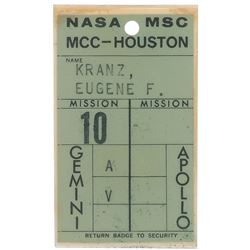 NASA MSC
MCC-HOUSTON
NAME
KRANZ,
EUGENE F.
MISSION MISSION
10
GEMINI
A
V
APOLLO
RETURN BADGE TO SECURITY